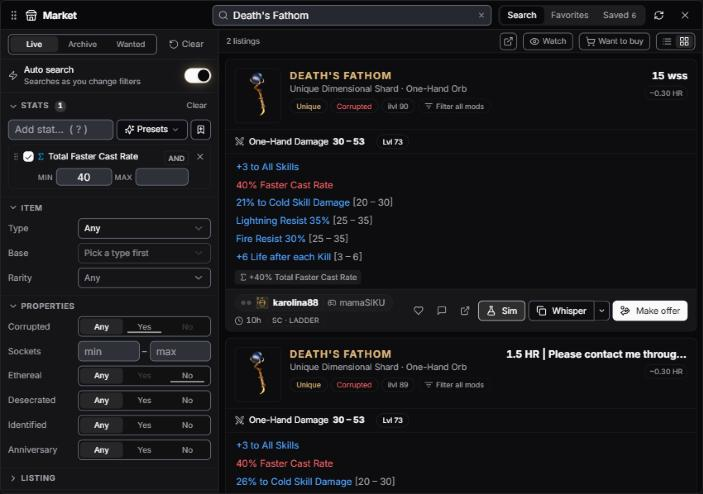 Market
Death's Fathom
Search
Favorites
Saved 6
Live
Archive
Wanted
Clear
2 listings
Watch
Want to buy
Auto search
Searches as you change filters
STATS 1
Clear
Add stat... ( ? )
Presets
Σ Total Faster Cast Rate
AND
MIN 40 MAX
ITEM
Type Any
Base Pick a type first
Rarity Any
PROPERTIES
Corrupted Any Yes No
Sockets min – max
Ethereal Any Yes No
Desecrated Any Yes No
Identified Any Yes No
Anniversary Any Yes No
LISTING
DEATH'S FATHOM
15 wss
Unique Dimensional Shard · One-Hand Orb
~0.30 HR
Unique Corrupted ilvl 90 Filter all mods
One-Hand Damage 30 – 53 Lvl 73
+3 to All Skills
40% Faster Cast Rate
21% to Cold Skill Damage [20 – 30]
Lightning Resist 35% [25 – 35]
Fire Resist 30% [25 – 35]
+6 Life after each Kill [3 – 6]
Σ +40% Total Faster Cast Rate
karolina88 mamaSIKU
10h SC · LADDER
Sim
Whisper
Make offer
DEATH'S FATHOM
1.5 HR | Please contact me throug...
Unique Dimensional Shard · One-Hand Orb
~0.30 HR
Unique Corrupted ilvl 89 Filter all mods
One-Hand Damage 30 – 53 Lvl 73
+3 to All Skills
40% Faster Cast Rate
26% to Cold Skill Damage [20 – 30]